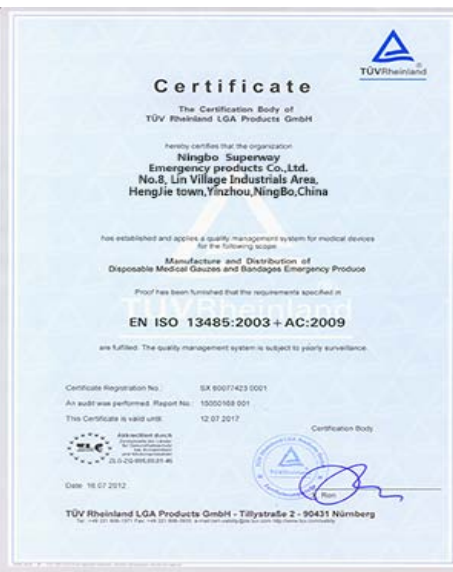 TÜVRheinland
Certificate
The Certification Body of
TÜV Rheinland LGA Products GmbH
hereby certifies that the organization
Ningbo Superway
Emergency products Co.,Ltd.
No.8, Lin Village Industrials Area,
HengJie town,Yinzhou,NingBo,China
has established and applies a quality management system for medical devices
for the following scope:
Manufacture and Distribution of
Disposable Medical Gauzes and Bandages Emergency Produce
Proof has been furnished that the requirements specified in
TÜVRheinland
EN ISO 13485:2003+AC:2009
are fulfilled. The quality management system is subject to yearly surveillance.
Certificate Registration No.: SX 60077423 0001
An audit was performed. Report No.: 15050168 001
This Certificate is valid until: 12.07.2017
Certification Body
Akkreditiert durch
ZLG
Date 16.07.2012
Ron
TÜV Rheinland LGA Products GmbH - Tillystraße 2 - 90431 Nürnberg